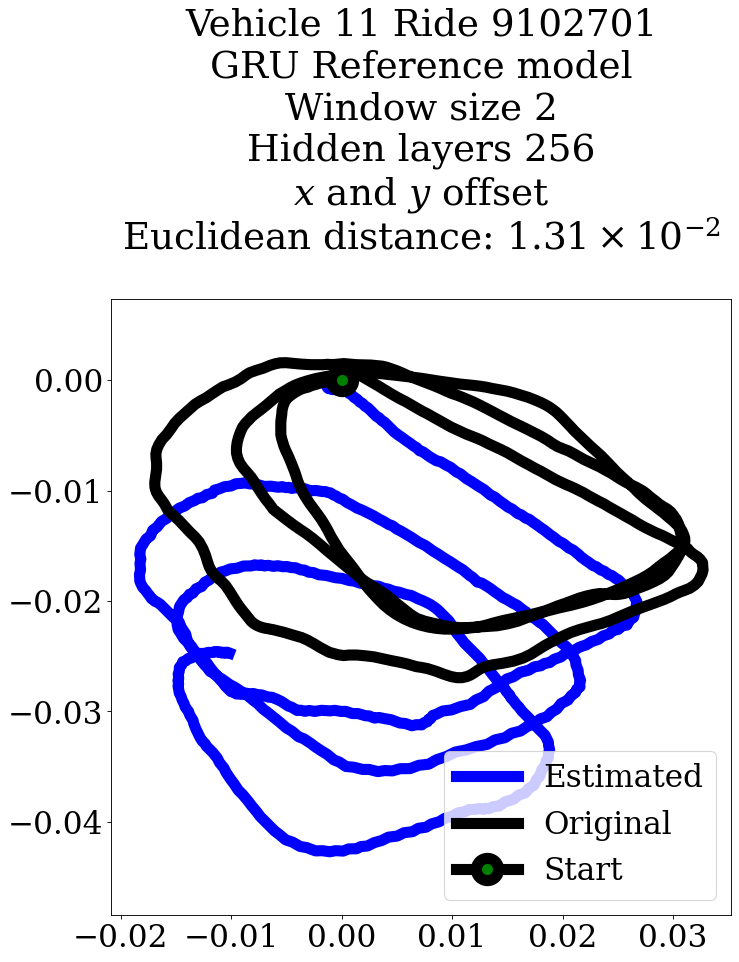 Vehicle 11 Ride 9102701
GRU Reference model
Window size 2
Hidden layers 256
x and y offset
Euclidean distance: 1.31 × 10⁻²
0.00
−0.01
−0.02
−0.03
−0.04
Estimated
Original
Start
−0.02 −0.01 0.00 0.01 0.02 0.03